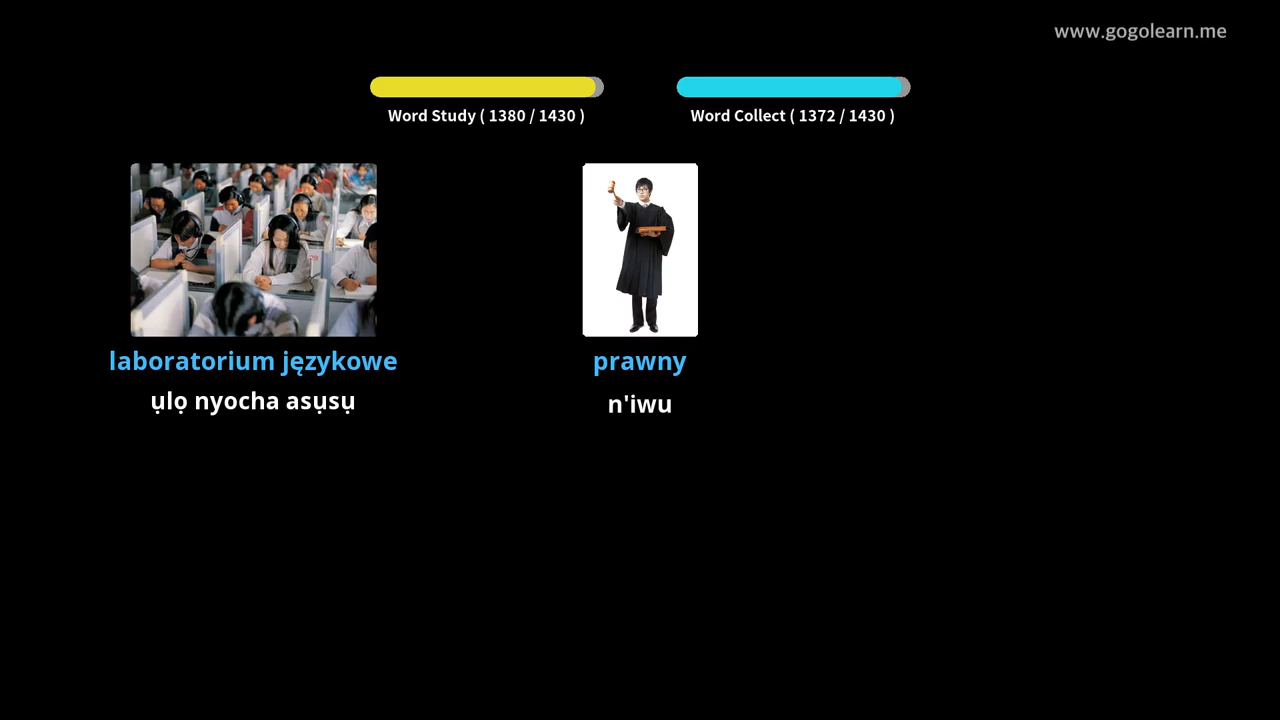 www.gogolearn.me
Word Study ( 1380 / 1430 )
Word Collect ( 1372 / 1430 )
laboratorium językowe
ụlọ nyocha asụsụ
prawny
n'iwu